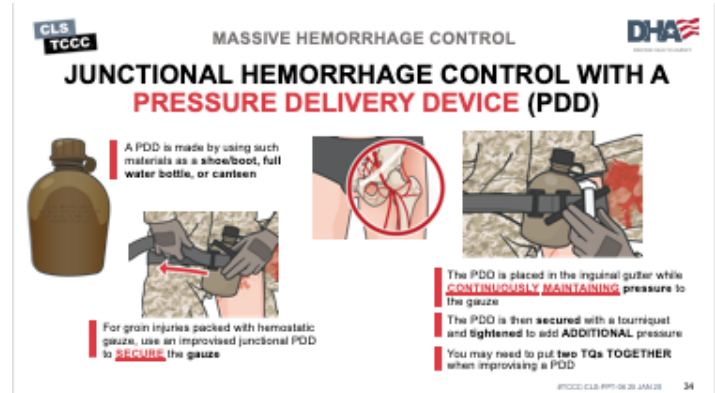 CLS
TCCC
MASSIVE HEMORRHAGE CONTROL
DHA
JUNCTIONAL HEMORRHAGE CONTROL WITH A
PRESSURE DELIVERY DEVICE (PDD)
A PDD is made by using such
materials as a shoe/boot, full
water bottle, or canteen
For groin injuries packed with hemostatic
gauze, use an improvised junctional PDD
to SECURE the gauze
The PDD is placed in the inguinal gutter while
CONTINUOUSLY MAINTAINING pressure to
the gauze
The PDD is then secured with a tourniquet
and tightened to add ADDITIONAL pressure
You may need to put two TQs TOGETHER
when improvising a PDD
34